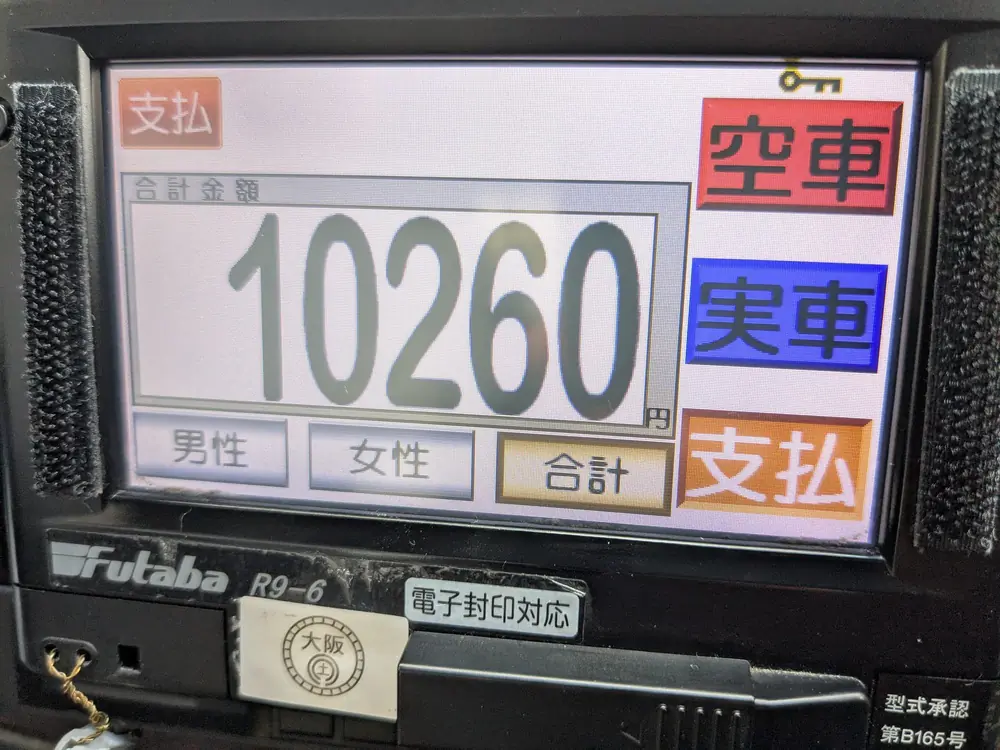 支払
空車
合計金額
10260
円
実車
男性
女性
合計
支払
Futaba R9-6
電子封印対応
大阪
型式承認
第B165号